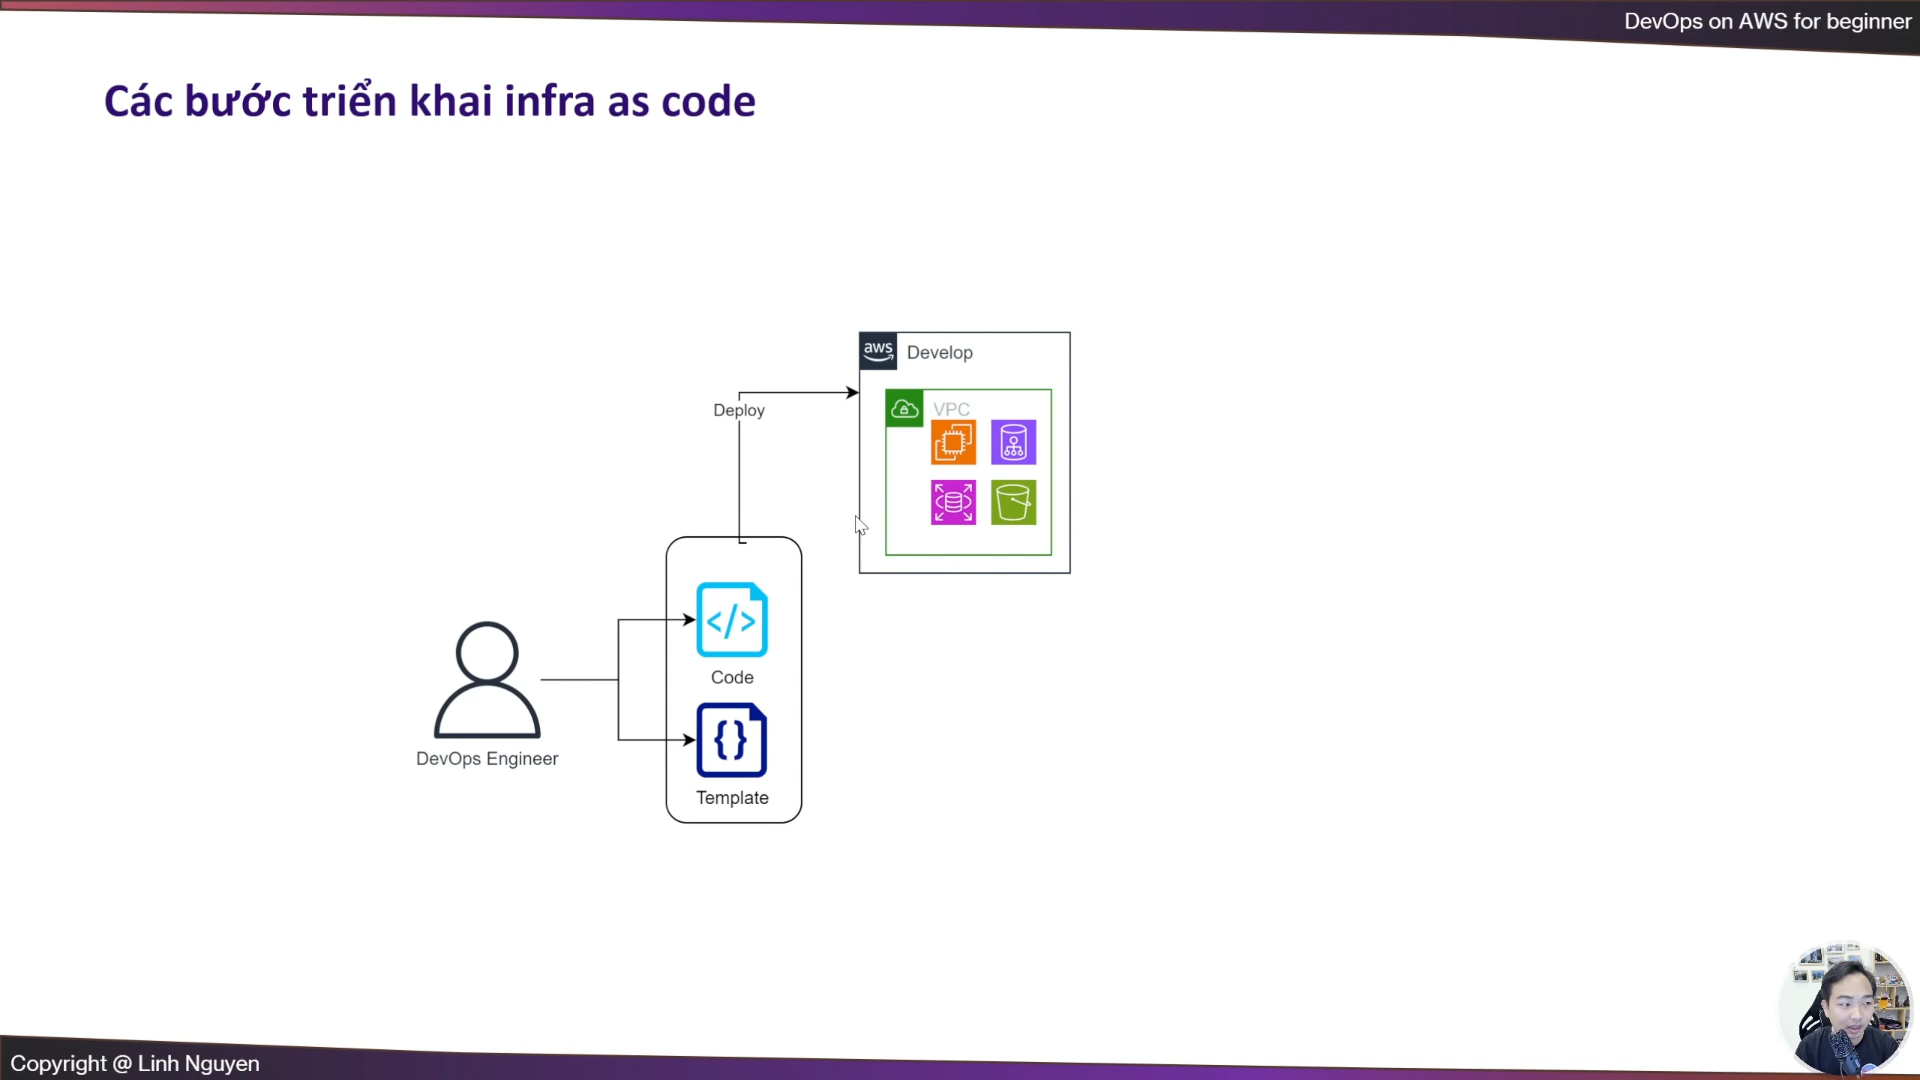 DevOps on AWS for beginner
Các bước triển khai infra as code
aws
Develop
Deploy
VPC
</>
Code
{}
DevOps Engineer
Template
Copyright @ Linh Nguyen